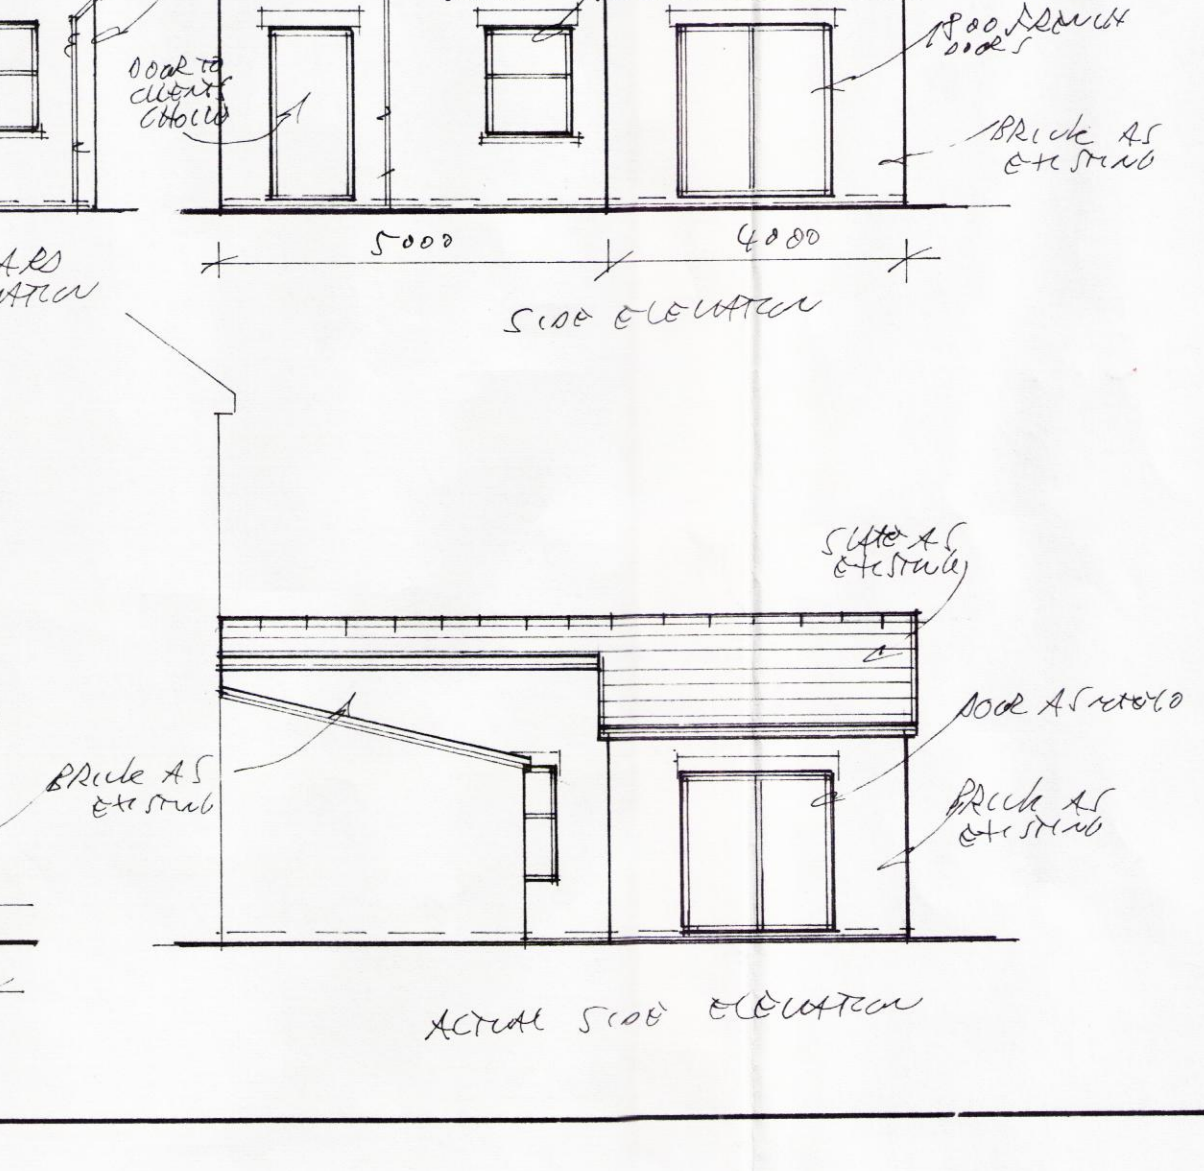 1800 FRENCH
DOORS
DOOR TO
CLIENTS
CHOICE
BRICK AS
EXISTING
5000
4000
SIDE ELEVATION
SLATE AS
EXISTING
DOOR AS
BRICK AS
EXISTING
BRICK AS
EXISTING
ACTUAL SIDE ELEVATION